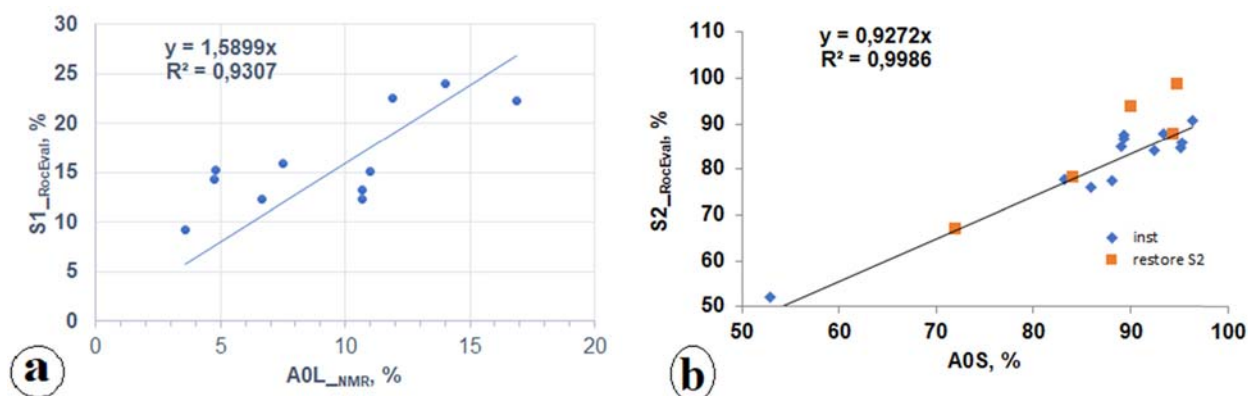 30
25
20
15
10
5
0
y = 1,5899x
R² = 0,9307
S1_RocEval, %
0 5 10 15 20
A0L_NMR, %
a
110
100
90
80
70
60
50
y = 0,9272x
R² = 0,9986
S2_RocEval, %
inst
restore S2
50 60 70 80 90 100
A0S, %
b